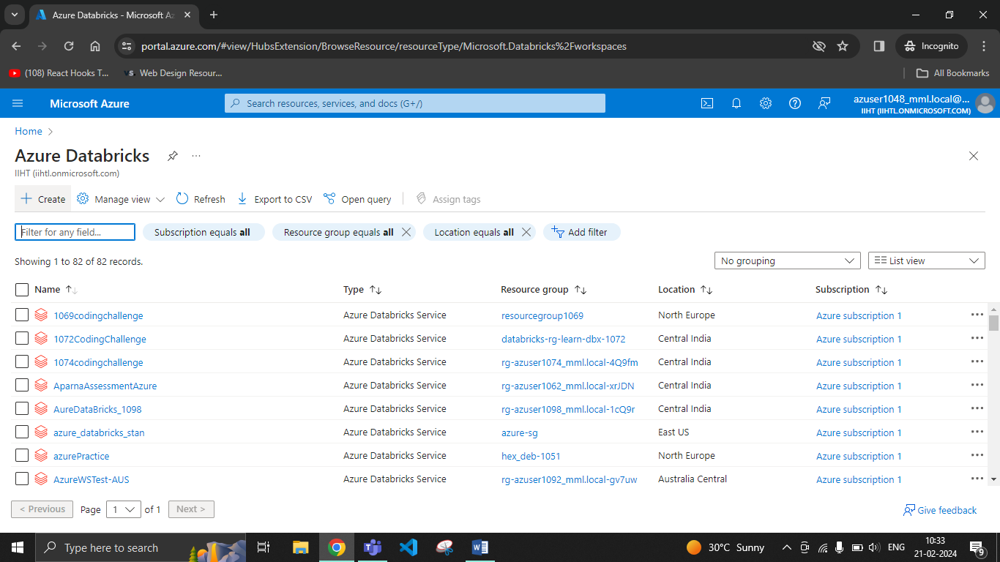 Azure Databricks - Microsoft Az
portal.azure.com/#view/HubsExtension/BrowseResource/resourceType/Microsoft.Databricks%2Fworkspaces
Incognito
(108) React Hooks T...
VS.
Web Design Resour...
All Bookmarks
Microsoft Azure
Search resources, services, and docs (G+/)
azuser1048_mml.local@...
IIHT (IIHTL.ONMICROSOFT.COM)
Home
Azure Databricks
IIHT (iihtl.onmicrosoft.com)
Create
Manage view
Refresh
Export to CSV
Open query
Assign tags
Filter for any field...
Subscription equals all
Resource group equals all
Location equals all
Add filter
Showing 1 to 82 of 82 records.
No grouping
List view
Name Type Resource group Location Subscription
1069codingchallenge Azure Databricks Service resourcegroup1069 North Europe Azure subscription 1
1072CodingChallenge Azure Databricks Service databricks-rg-learn-dbx-1072 Central India Azure subscription 1
1074codingchallenge Azure Databricks Service rg-azuser1074_mml.local-4Q9fm Central India Azure subscription 1
AparnaAssessmentAzure Azure Databricks Service rg-azuser1062_mml.local-xrJDN Central India Azure subscription 1
AureDataBricks_1098 Azure Databricks Service rg-azuser1098_mml.local-1cQ9r Central India Azure subscription 1
azure_databricks_stan Azure Databricks Service azure-sg East US Azure subscription 1
azurePractice Azure Databricks Service hex_deb-1051 North Europe Azure subscription 1
AzureWSTest-AUS Azure Databricks Service rg-azuser1092_mml.local-gv7uw Australia Central Azure subscription 1
< Previous Page 1 of 1 Next >
Give feedback
Type here to search
30°C Sunny
ENG
10:33
21-02-2024
9